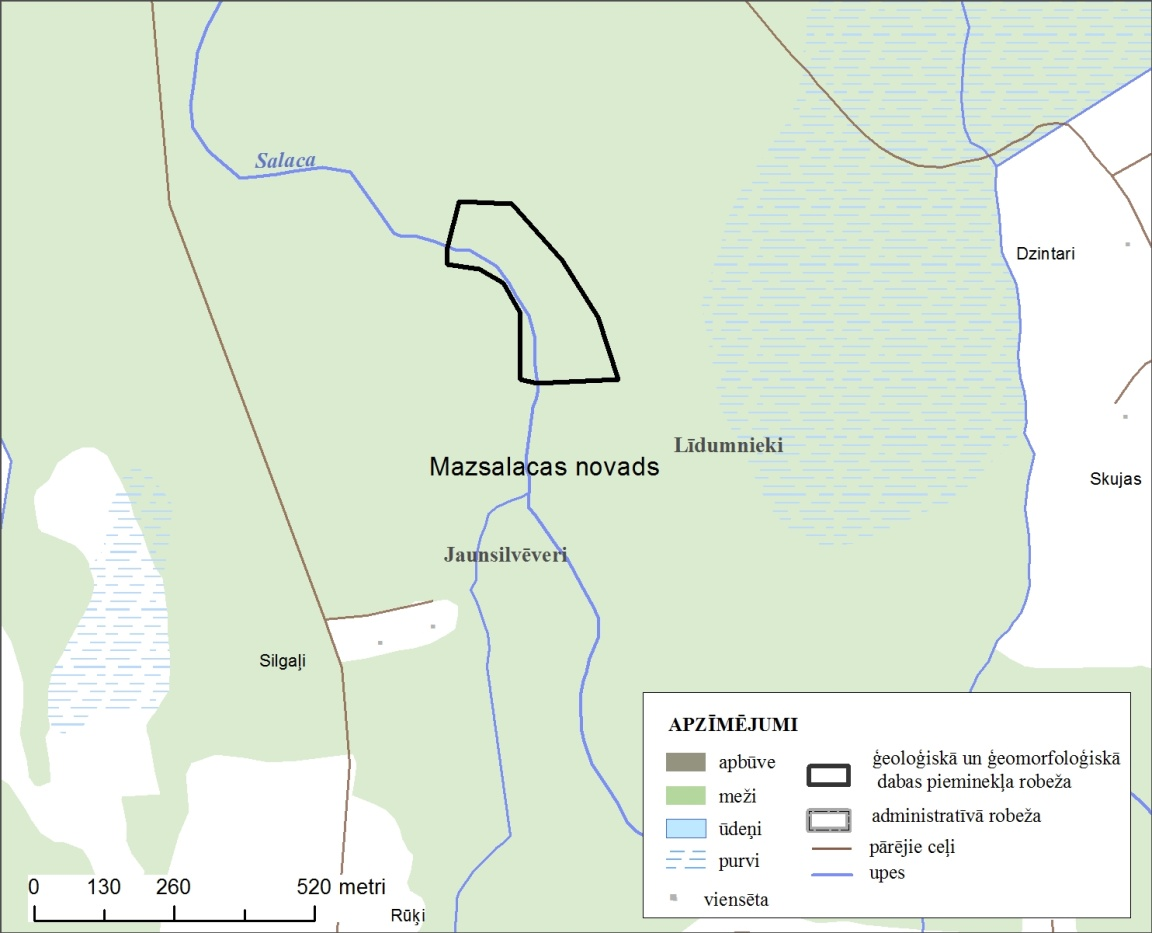 Salaca
Dzintari
Līdumnieki
Mazsalacas novads
Skujas
Jaunsilvēveri
Silgaļi
Rūķi
0 130 260 520 metri
APZĪMĒJUMI
apbūve
meži
ūdeņi
purvi
viensēta
ģeoloģiskā un ģeomorfoloģiskā
dabas pieminekļa robeža
administratīvā robeža
pārējie ceļi
upes